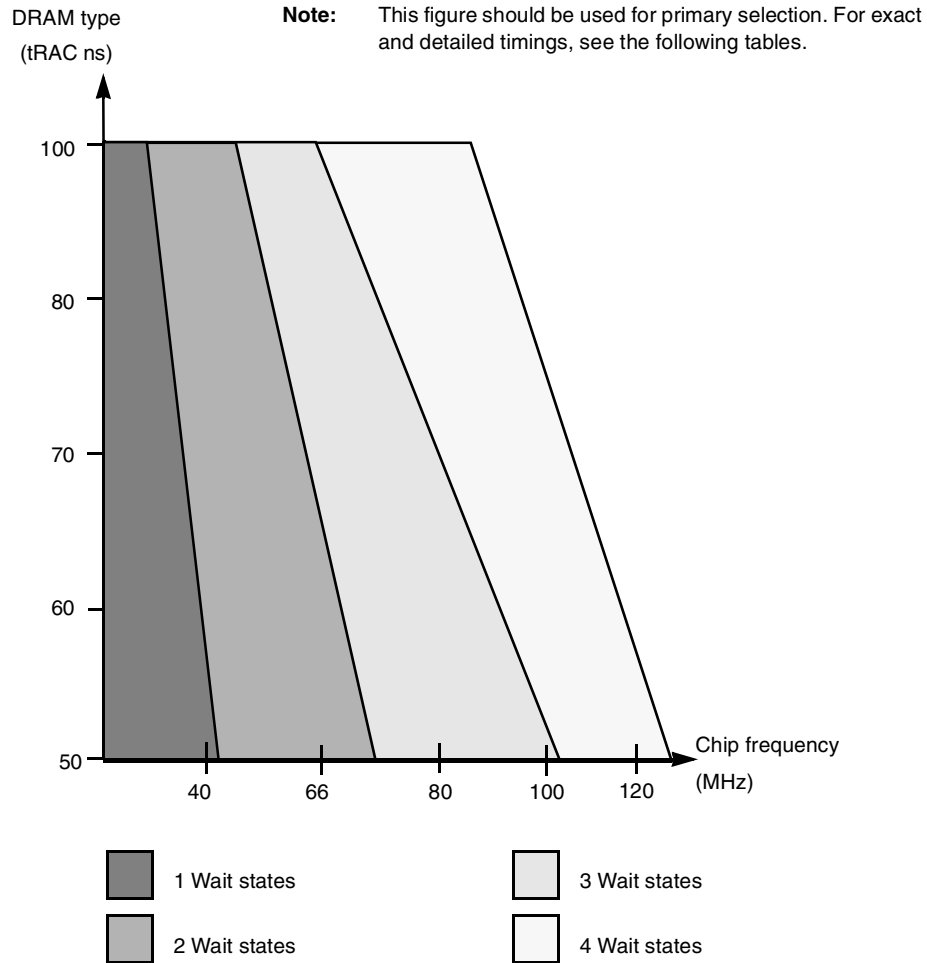 DRAM type
(tRAC ns)
Note: This figure should be used for primary selection. For exact
and detailed timings, see the following tables.
100
80
70
60
50
40
66
80
100
120
Chip frequency
(MHz)
1 Wait states
3 Wait states
2 Wait states
4 Wait states